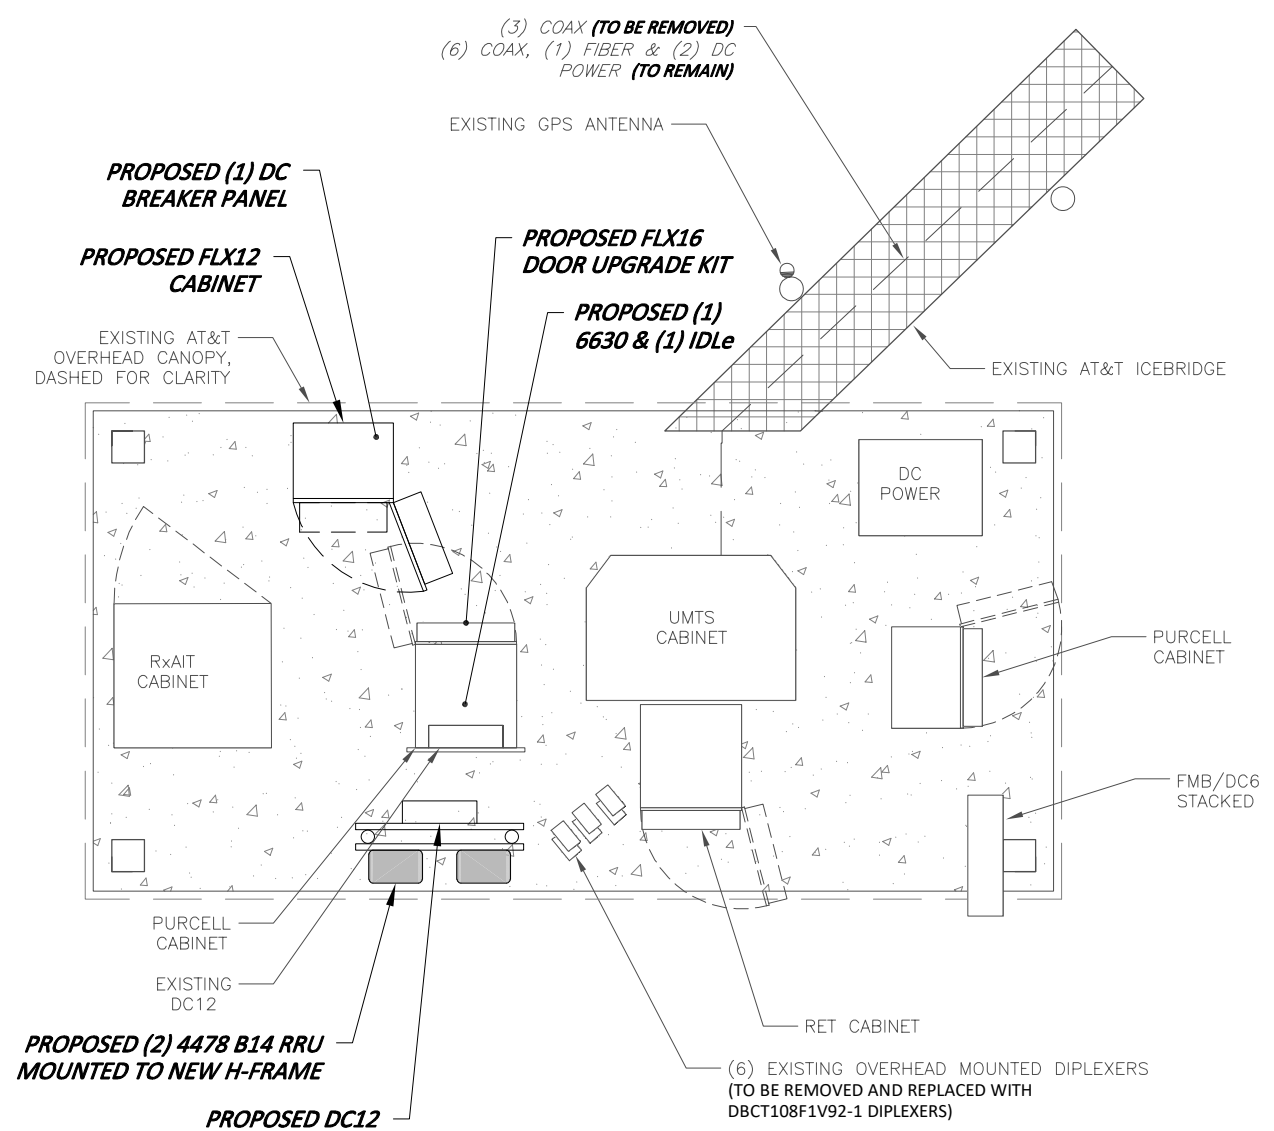 (3) COAX (TO BE REMOVED)
(6) COAX, (1) FIBER & (2) DC
POWER (TO REMAIN)
EXISTING GPS ANTENNA
PROPOSED (1) DC
BREAKER PANEL
PROPOSED FLX16
DOOR UPGRADE KIT
PROPOSED FLX12
CABINET
PROPOSED (1)
6630 & (1) IDLe
EXISTING AT&T
OVERHEAD CANOPY,
DASHED FOR CLARITY
EXISTING AT&T ICEBRIDGE
DC
POWER
UMTS
CABINET
PURCELL
CABINET
RxAIT
CABINET
FMB/DC6
STACKED
PURCELL
CABINET
EXISTING
DC12
RET CABINET
PROPOSED (2) 4478 B14 RRU
MOUNTED TO NEW H-FRAME
(6) EXISTING OVERHEAD MOUNTED DIPLEXERS
(TO BE REMOVED AND REPLACED WITH
DBCT108F1V92-1 DIPLEXERS)
PROPOSED DC12